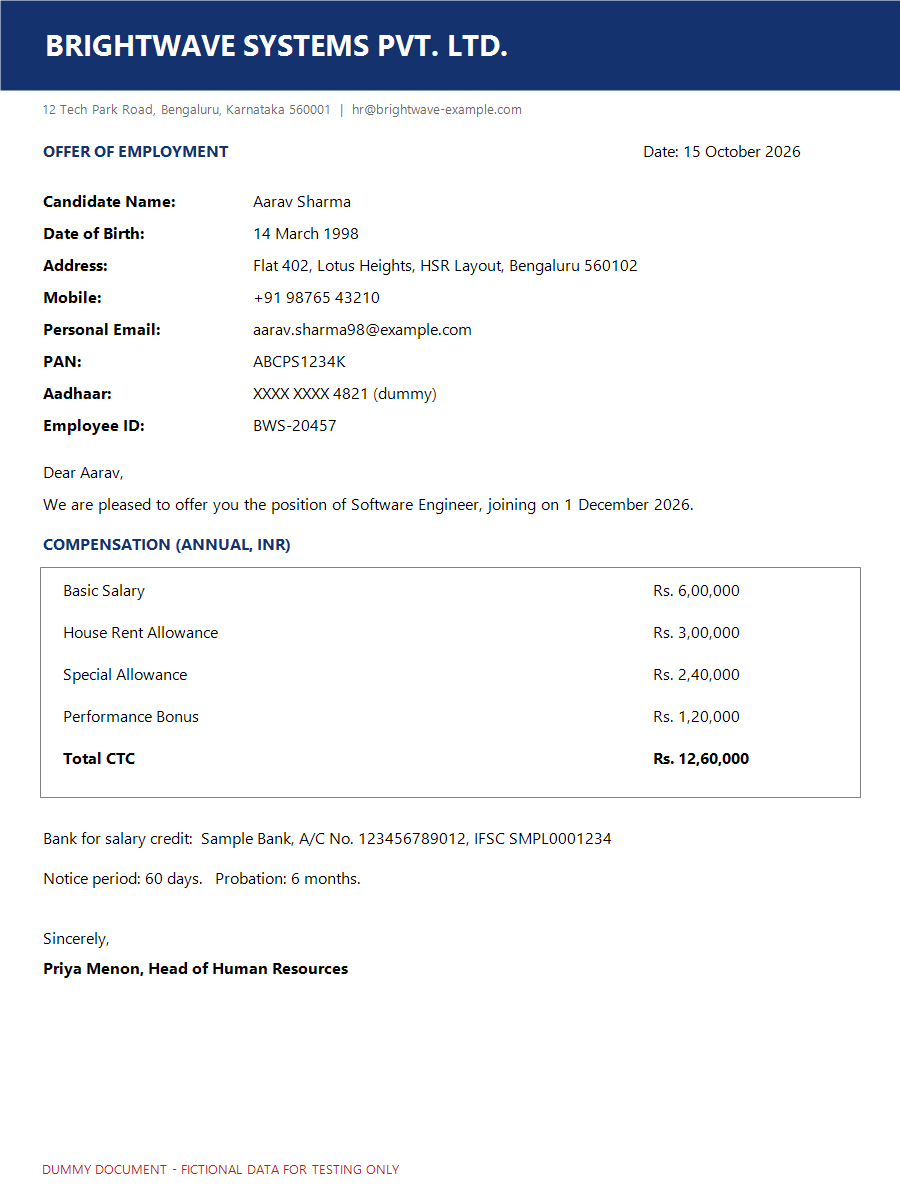 BRIGHTWAVE SYSTEMS PVT. LTD.
12 Tech Park Road, Bengaluru, Karnataka 560001 | hr@brightwave-example.com
OFFER OF EMPLOYMENT Date: 15 October 2026
Candidate Name: Aarav Sharma
Date of Birth: 14 March 1998
Address: Flat 402, Lotus Heights, HSR Layout, Bengaluru 560102
Mobile: +91 98765 43210
Personal Email: aarav.sharma98@example.com
PAN: ABCPS1234K
Aadhaar: XXXX XXXX 4821 (dummy)
Employee ID: BWS-20457
Dear Aarav,
We are pleased to offer you the position of Software Engineer, joining on 1 December 2026.
COMPENSATION (ANNUAL, INR)
Basic Salary Rs. 6,00,000
House Rent Allowance Rs. 3,00,000
Special Allowance Rs. 2,40,000
Performance Bonus Rs. 1,20,000
Total CTC Rs. 12,60,000
Bank for salary credit: Sample Bank, A/C No. 123456789012, IFSC SMPL0001234
Notice period: 60 days. Probation: 6 months.
Sincerely,
Priya Menon, Head of Human Resources
DUMMY DOCUMENT - FICTIONAL DATA FOR TESTING ONLY